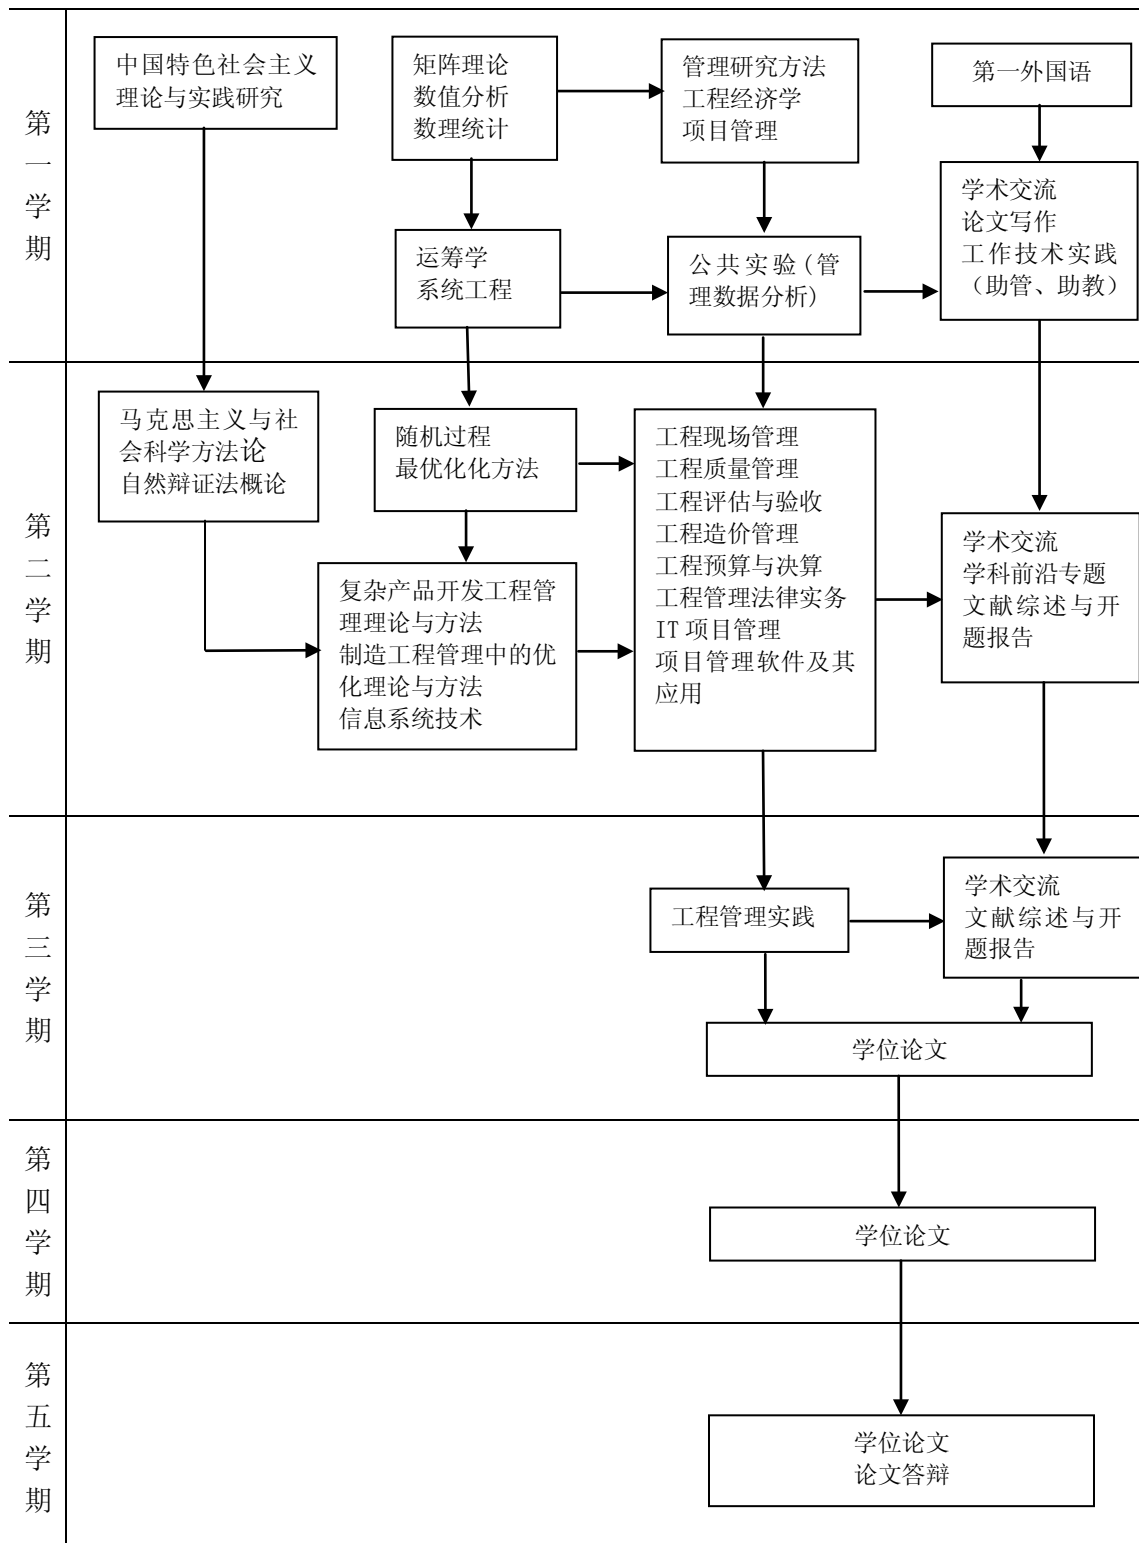 第
一
学
期
中国特色社会主义
理论与实践研究
矩阵理论
数值分析
数理统计
管理研究方法
工程经济学
项目管理
第一外国语
运筹学
系统工程
公共实验(管
理数据分析)
学术交流
论文写作
工作技术实践
（助管、助教）
第
二
学
期
马克思主义与社
会科学方法论
自然辩证法概论
随机过程
最优化化方法
复杂产品开发工程管
理理论与方法
制造工程管理中的优
化理论与方法
信息系统技术
工程现场管理
工程质量管理
工程评估与验收
工程造价管理
工程预算与决算
工程管理法律实务
IT 项目管理
项目管理软件及其
应用
学术交流
学科前沿专题
文献综述与开
题报告
第
三
学
期
工程管理实践
学术交流
文献综述与开
题报告
学位论文
第
四
学
期
学位论文
第
五
学
期
学位论文
论文答辩